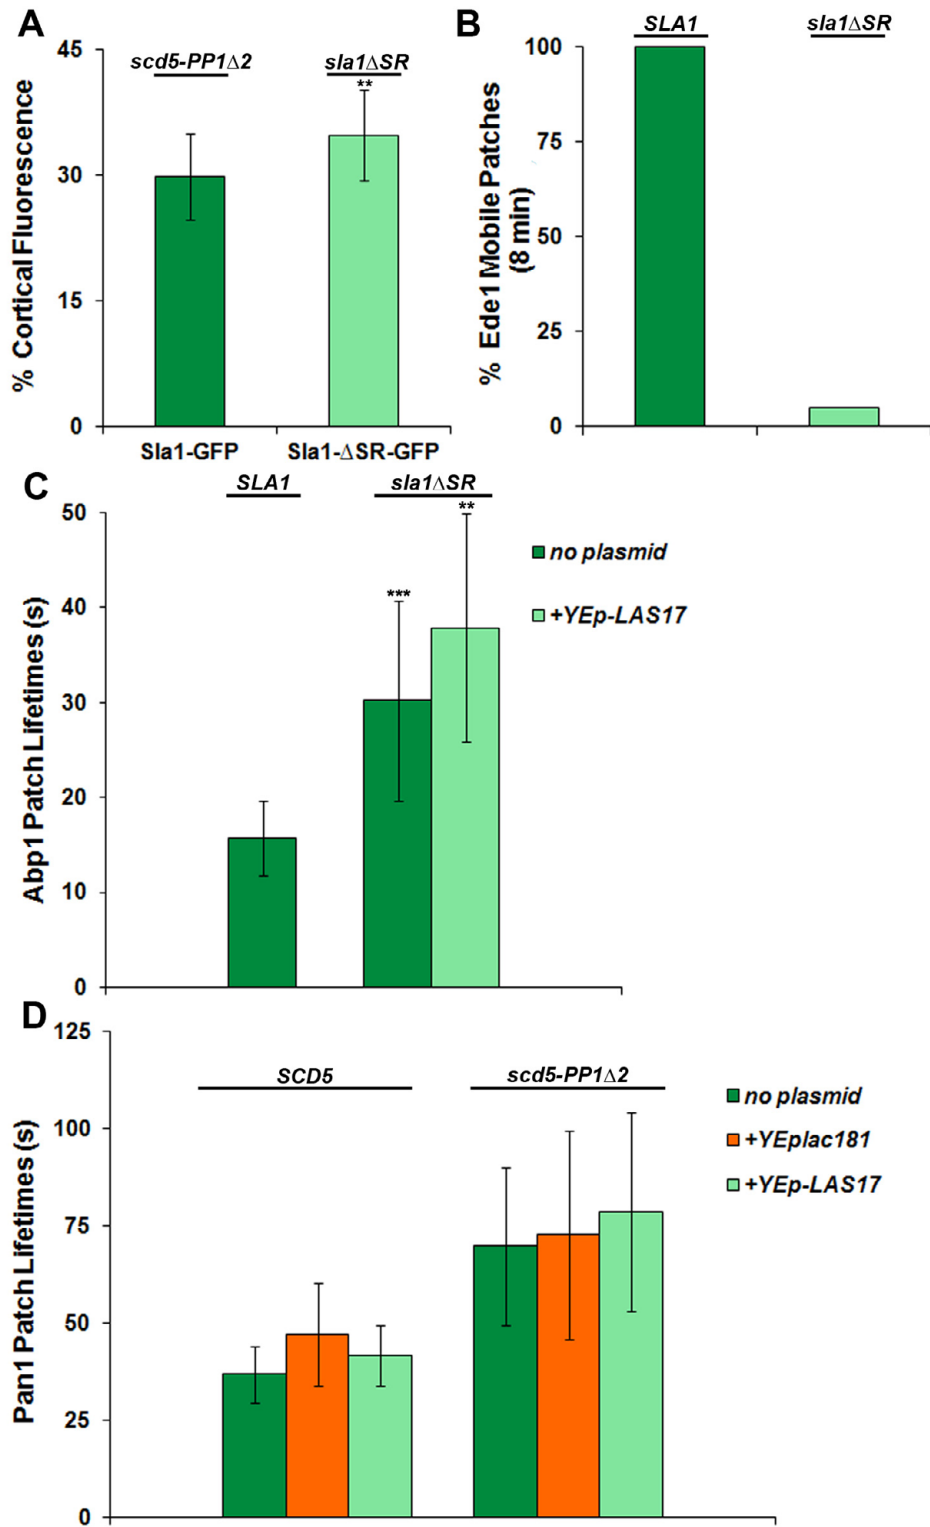 A
scd5-PP1Δ2
sla1ΔSR
**
% Cortical Fluorescence
45
30
15
0
Sla1-GFP
Sla1-ΔSR-GFP
B
SLA1
sla1ΔSR
% Ede1 Mobile Patches
(8 min)
100
75
50
25
0
C
SLA1
sla1ΔSR
**
***
Abp1 Patch Lifetimes (s)
50
40
30
20
10
0
no plasmid
+YEp-LAS17
D
SCD5
scd5-PP1Δ2
Pan1 Patch Lifetimes (s)
125
100
75
50
25
0
no plasmid
+YEplac181
+YEp-LAS17